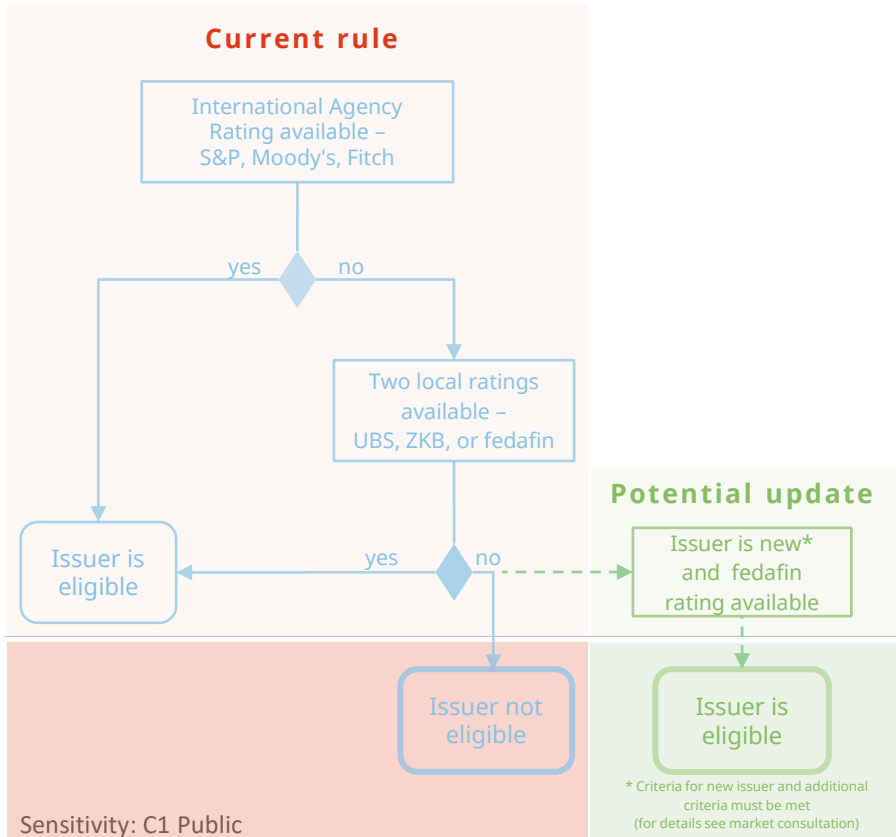 Current rule
International Agency
Rating available –
S&P, Moody's, Fitch
yes
no
Two local ratings
available –
UBS, ZKB, or fedafin
Potential update
Issuer is
eligible
yes
no
Issuer is new*
and fedafin
rating available
Issuer not
eligible
Issuer is
eligible
* Criteria for new issuer and additional
criteria must be met
(for details see market consultation)
Sensitivity: C1 Public